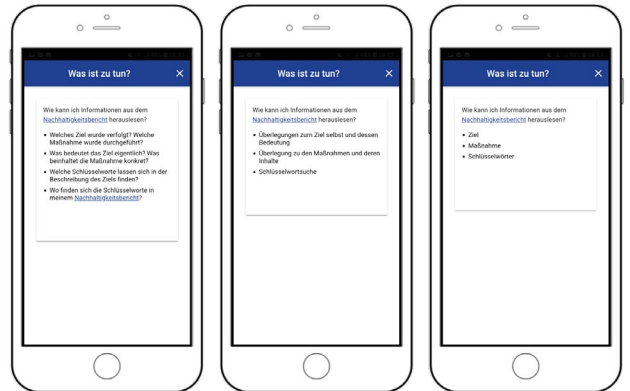 Was ist zu tun?
Wie kann ich Informationen aus dem
Nachhaltigkeitsbericht herauslesen?
• Welches Ziel wurde verfolgt? Welche
Maßnahme wurde durchgeführt?
• Was bedeutet das Ziel eigentlich? Was
beinhaltet die Maßnahme konkret?
• Welche Schlüsselworte lassen sich in der
Beschreibung des Ziels finden?
• Wo finden sich die Schlüsselworte in
meinem Nachhaltigkeitsbericht?
Was ist zu tun?
Wie kann ich Informationen aus dem
Nachhaltigkeitsbericht herauslesen?
• Überlegungen zum Ziel selbst und dessen
Bedeutung
• Überlegung zu den Maßnahmen und deren
Inhalte
• Schlüsselwortsuche
Was ist zu tun?
Wie kann ich Informationen aus dem
Nachhaltigkeitsbericht herauslesen?
• Ziel
• Maßnahme
• Schlüsselwörter